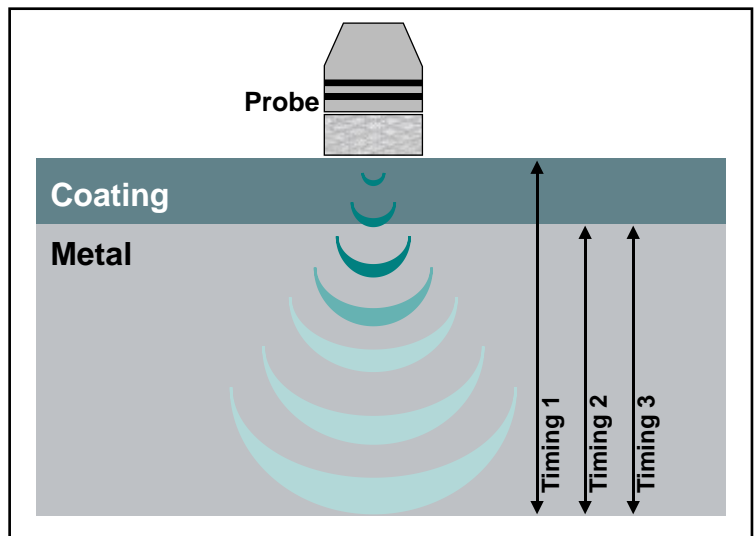 Probe
Coating
Metal
Timing 1
Timing 2
Timing 3